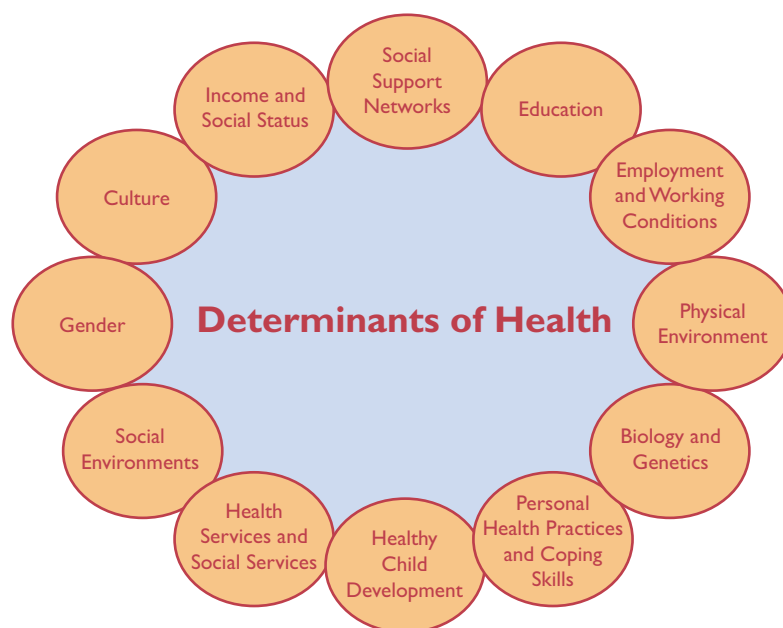 Determinants of Health
Social
Support
Networks
Education
Employment
and Working
Conditions
Physical
Environment
Biology and
Genetics
Personal
Health Practices
and Coping
Skills
Healthy
Child
Development
Health
Services and
Social Services
Social
Environments
Gender
Culture
Income and
Social Status